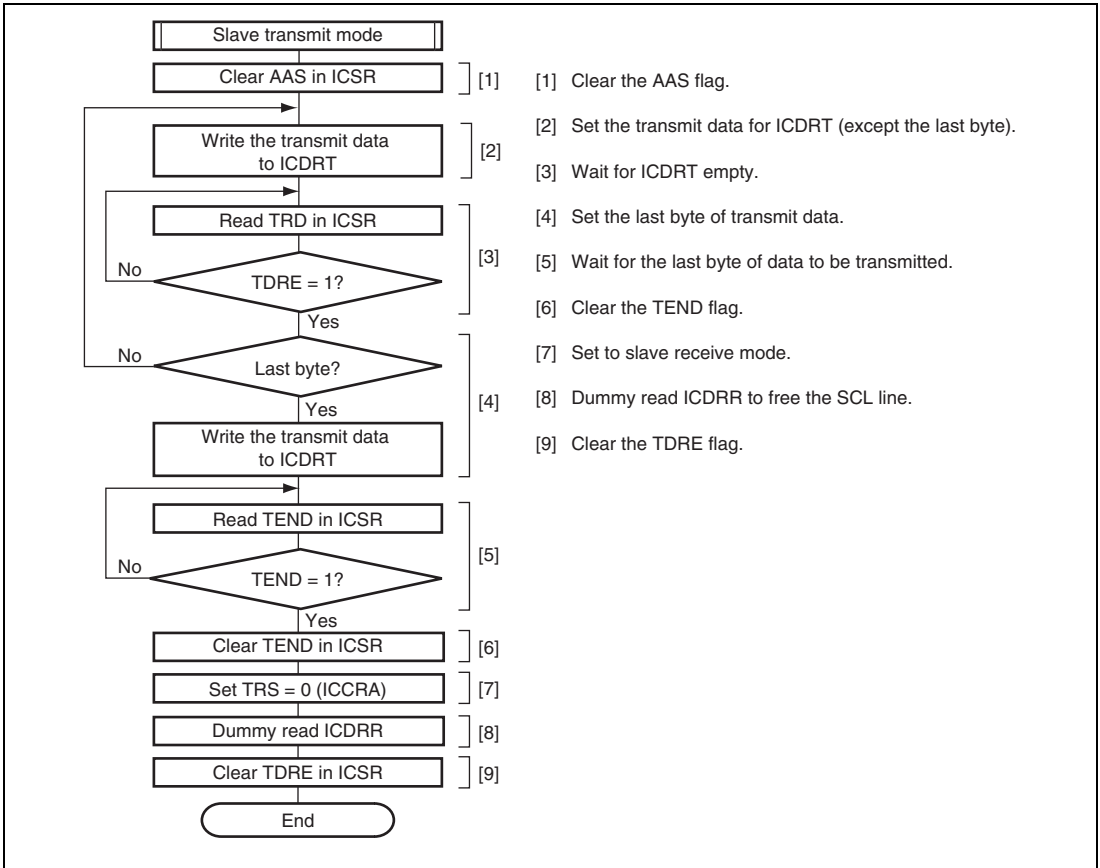 Slave transmit mode
Clear AAS in ICSR
[1]
Write the transmit data
to ICDRT
[2]
Read TRD in ICSR
[3]
No
TDRE = 1?
Yes
No
Last byte?
[4]
Yes
Write the transmit data
to ICDRT
Read TEND in ICSR
[5]
No
TEND = 1?
Yes
Clear TEND in ICSR
[6]
Set TRS = 0 (ICCRA)
[7]
Dummy read ICDRR
[8]
Clear TDRE in ICSR
[9]
End
[1] Clear the AAS flag.
[2] Set the transmit data for ICDRT (except the last byte).
[3] Wait for ICDRT empty.
[4] Set the last byte of transmit data.
[5] Wait for the last byte of data to be transmitted.
[6] Clear the TEND flag.
[7] Set to slave receive mode.
[8] Dummy read ICDRR to free the SCL line.
[9] Clear the TDRE flag.